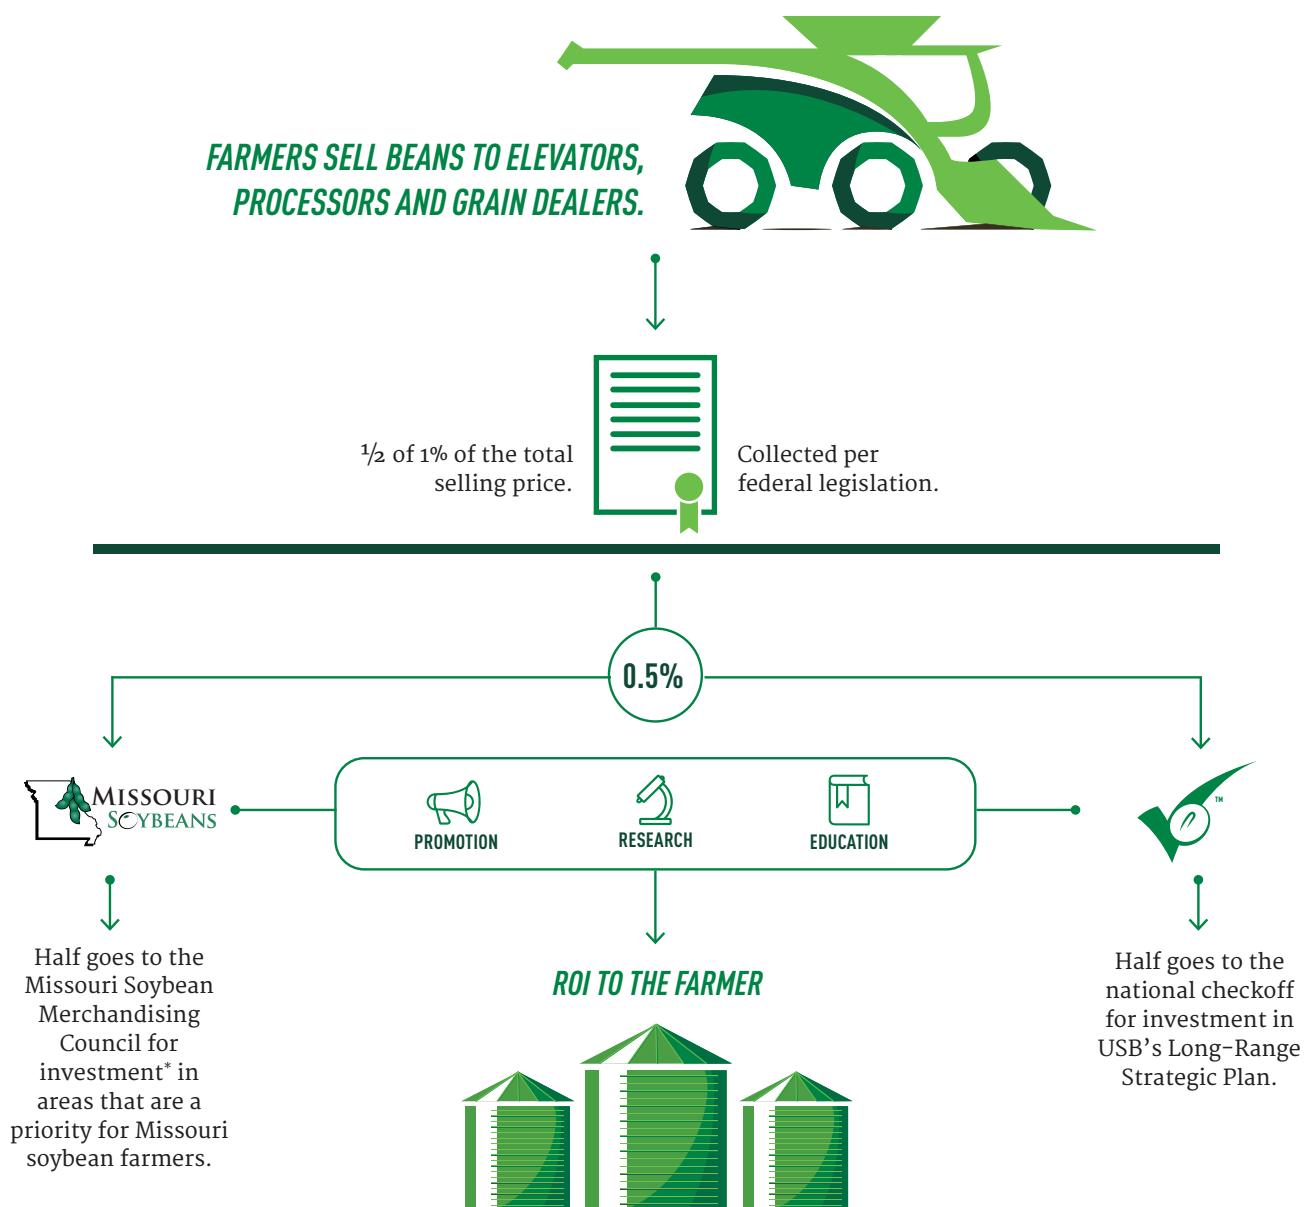 FARMERS SELL BEANS TO ELEVATORS,
PROCESSORS AND GRAIN DEALERS.
½ of 1% of the total
selling price.
Collected per
federal legislation.
0.5%
MISSOURI
SOYBEANS
PROMOTION
RESEARCH
EDUCATION
TM
Half goes to the
Missouri Soybean
Merchandising
Council for
investment* in
areas that are a
priority for Missouri
soybean farmers.
ROI TO THE FARMER
Half goes to the
national checkoff
for investment in
USB’s Long-Range
Strategic Plan.